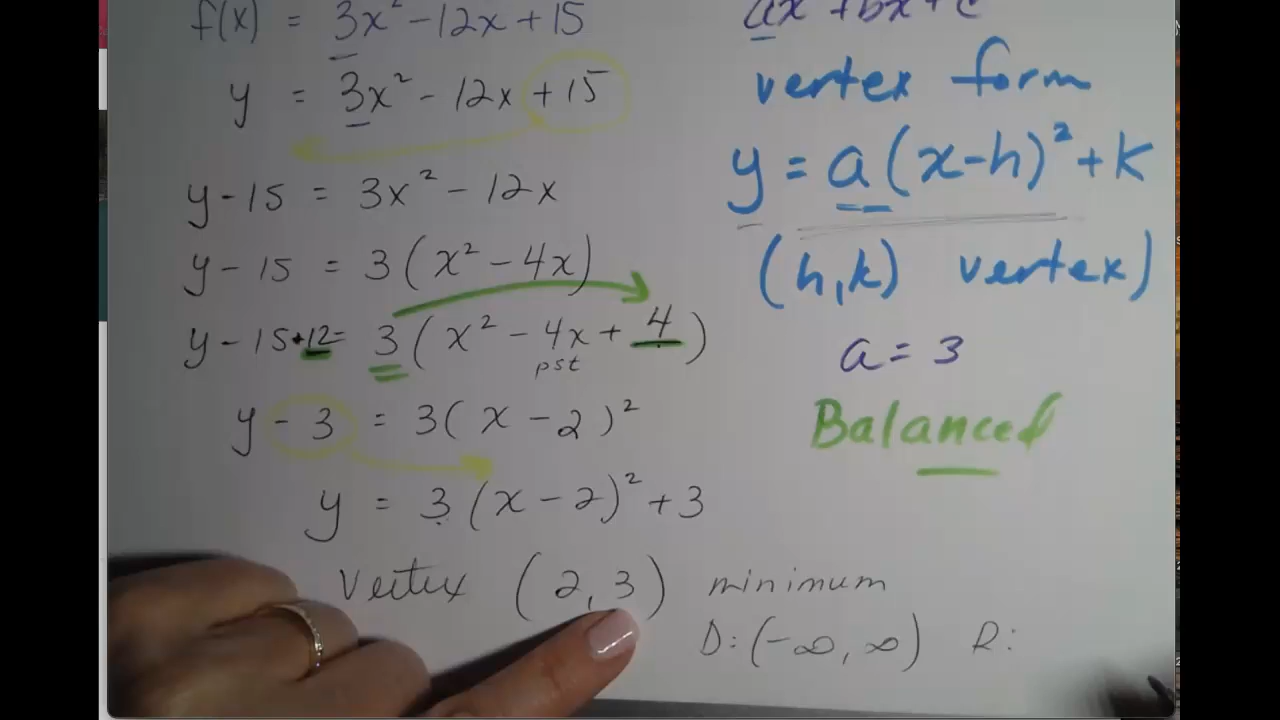 f(x) = 3x² - 12x + 15
y = 3x² - 12x + 15
y - 15 = 3x² - 12x
y - 15 = 3(x² - 4x)
y - 15 + 12 = 3(x² - 4x + 4)
pst
y - 3 = 3(x - 2)²
y = 3(x - 2)² + 3
Vertex (2, 3) minimum
D: (-∞, ∞) R:
ax² + bx + c
vertex form
y = a(x-h)² + k
(h, k) vertex)
a = 3
Balanced